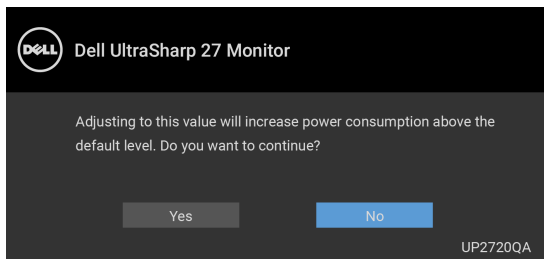 DELL
Dell UltraSharp 27 Monitor
Adjusting to this value will increase power consumption above the
default level. Do you want to continue?
Yes
No
UP2720QA